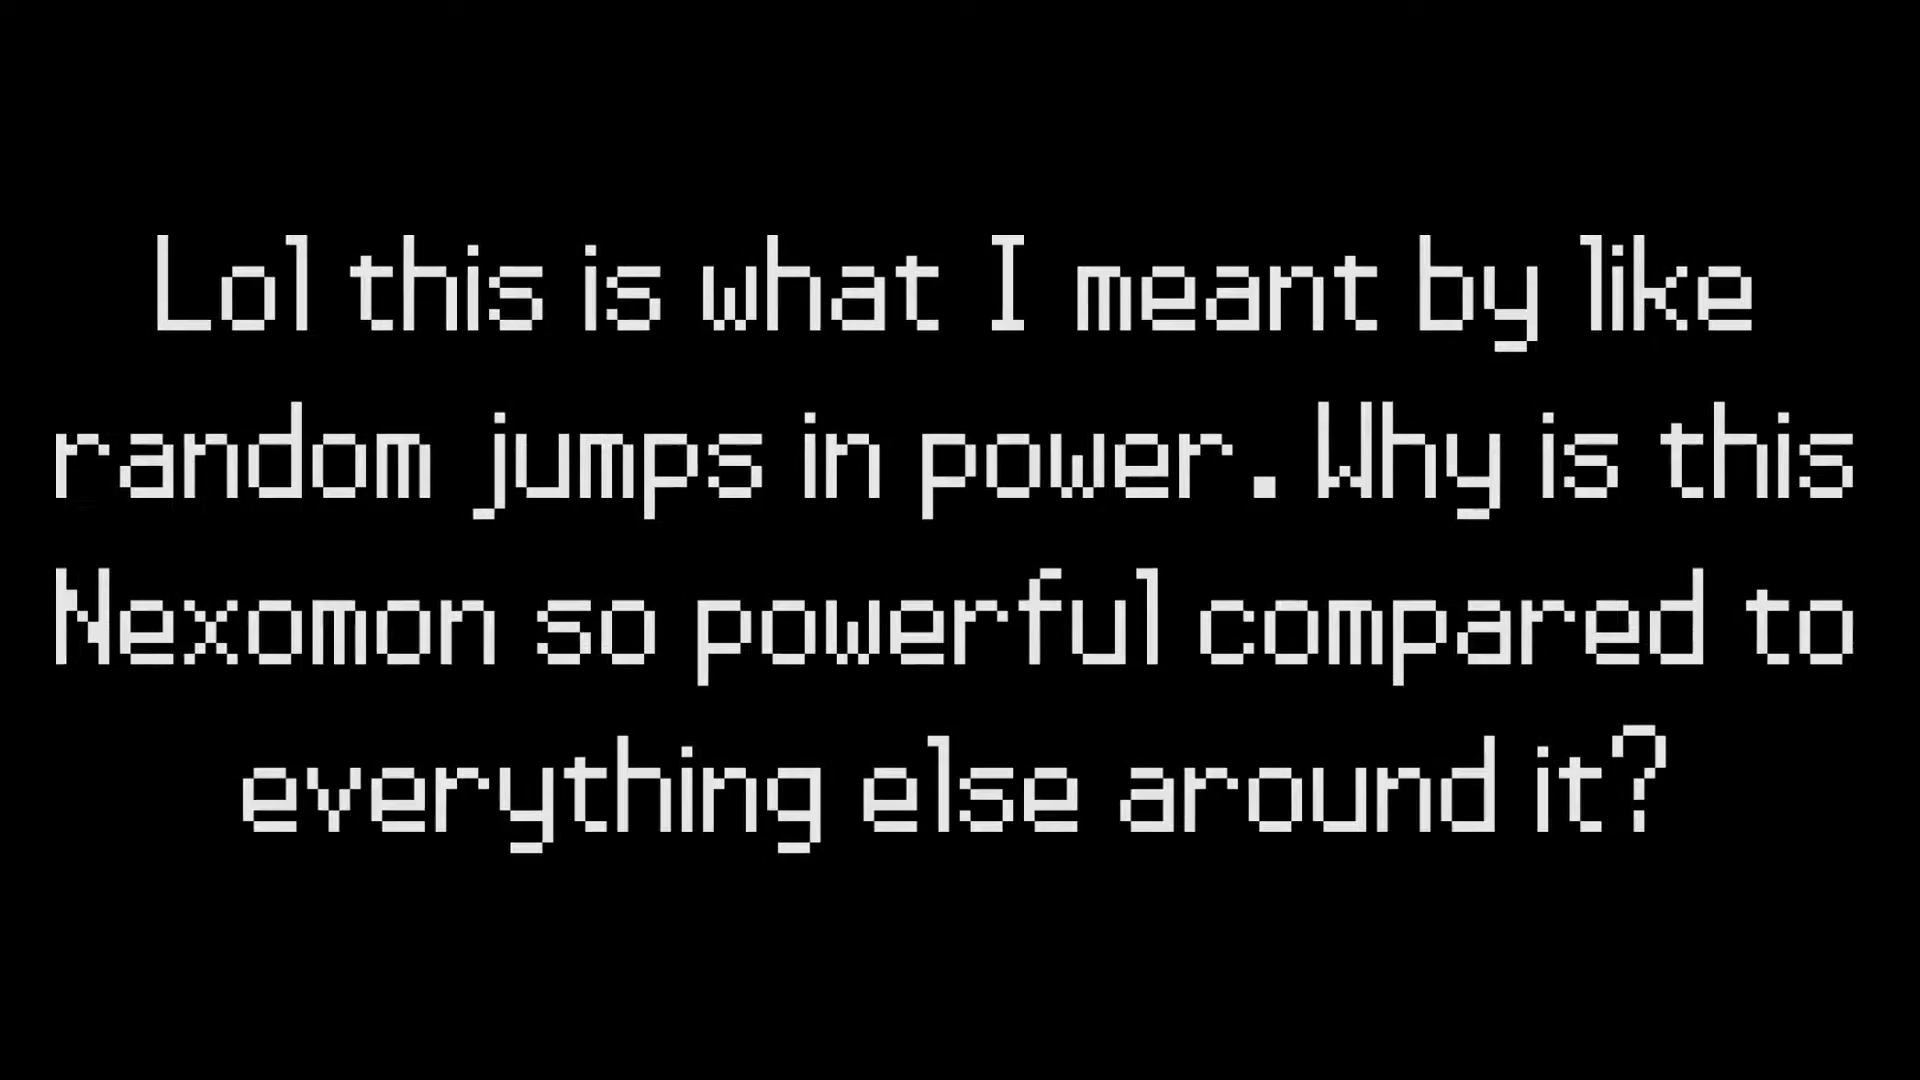 Lol this is what I meant by like
random jumps in power. Why is this
Nexomon so powerful compared to
everything else around it?